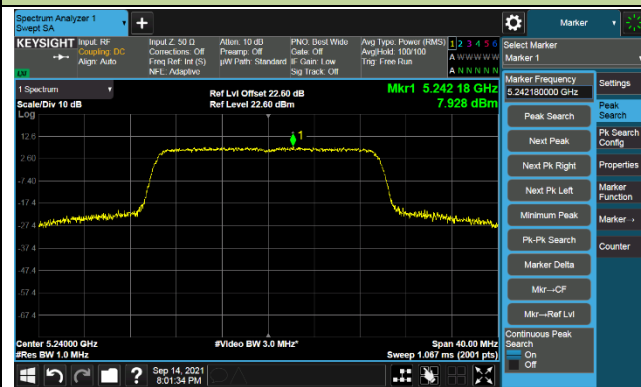 Spectrum Analyzer 1
Swept SA
+
Marker
KEYSIGHT
Input: RF
Coupling: DC
Align: Auto
Input Z: 50 Ω
Corrections: Off
Freq Ref: Int (S)
NFE: Adaptive
Atten: 10 dB
Preamp: Off
µW Path: Standard
PNO: Best Wide
Gate: Off
IF Gain: Low
Sig Track: Off
Avg Type: Power (RMS)
Avg|Hold: 100/100
Trig: Free Run
1 2 3 4 5 6
A W W W W W
A N N N N N
LXI
Select Marker
Marker 1
1 Spectrum
Scale/Div 10 dB
Log
Ref Lvl Offset 22.60 dB
Ref Level 22.60 dBm
Mkr1 5.242 18 GHz
7.928 dBm
1
12.6
2.60
-7.40
-17.4
-27.4
-37.4
-47.4
-57.4
-67.4
Center 5.24000 GHz
#Res BW 1.0 MHz
#Video BW 3.0 MHz*
Span 40.00 MHz
Sweep 1.067 ms (2001 pts)
Marker Frequency
5.242180000 GHz
Peak Search
Next Peak
Next Pk Right
Next Pk Left
Minimum Peak
Pk-Pk Search
Marker Delta
Mkr→CF
Mkr→Ref Lvl
Continuous Peak
Search
On
Off
Settings
Peak
Search
Pk Search
Config
Properties
Marker
Function
Marker→
Counter
?
Sep 14, 2021
8:01:34 PM